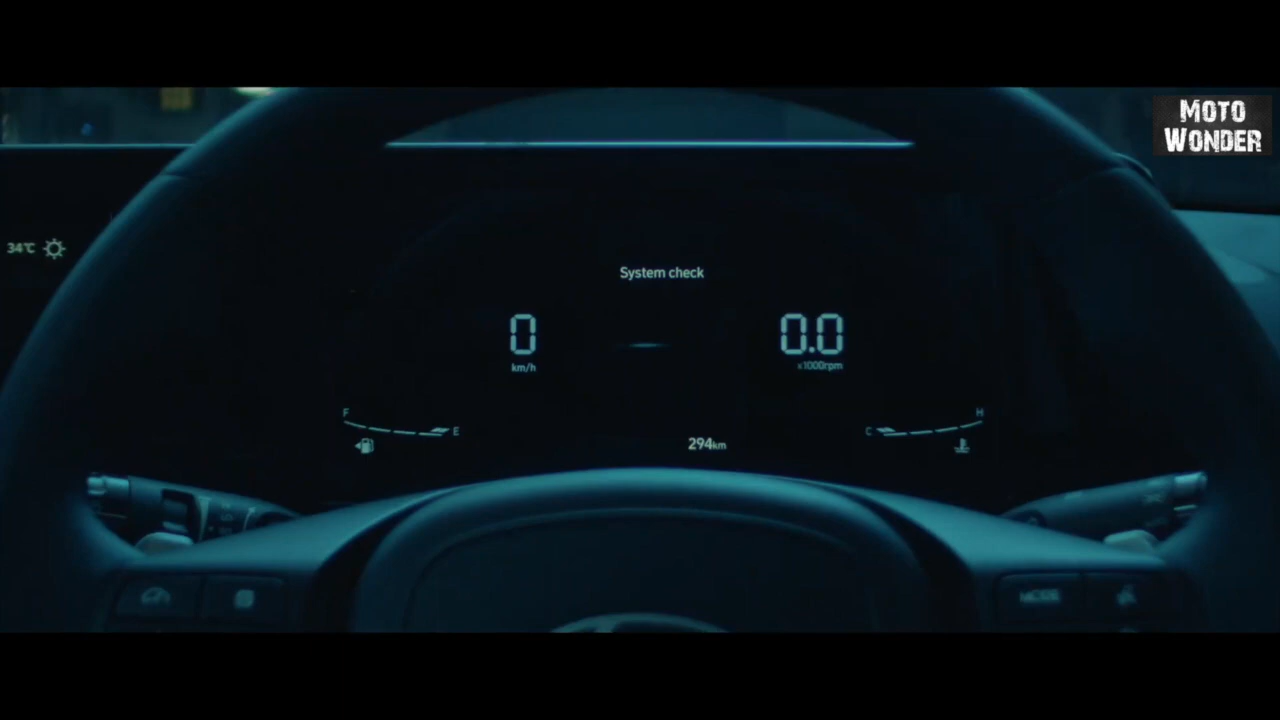 MOTO
WONDER
34℃
System check
0
0.0
km/h
x1000rpm
F
E
C
H
294km
MODE